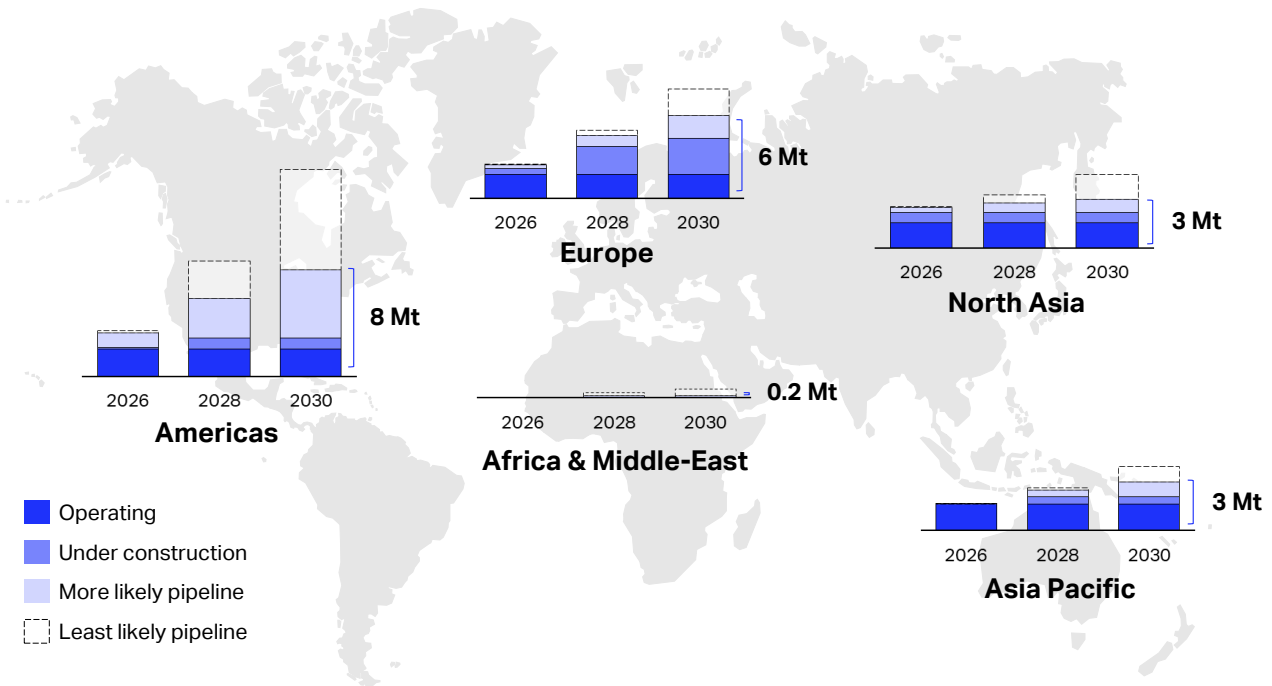 6 Mt
2026 2028 2030
Europe
3 Mt
2026 2028 2030
North Asia
8 Mt
2026 2028 2030
Americas
0.2 Mt
2026 2028 2030
Africa & Middle-East
3 Mt
2026 2028 2030
Asia Pacific
Operating
Under construction
More likely pipeline
Least likely pipeline